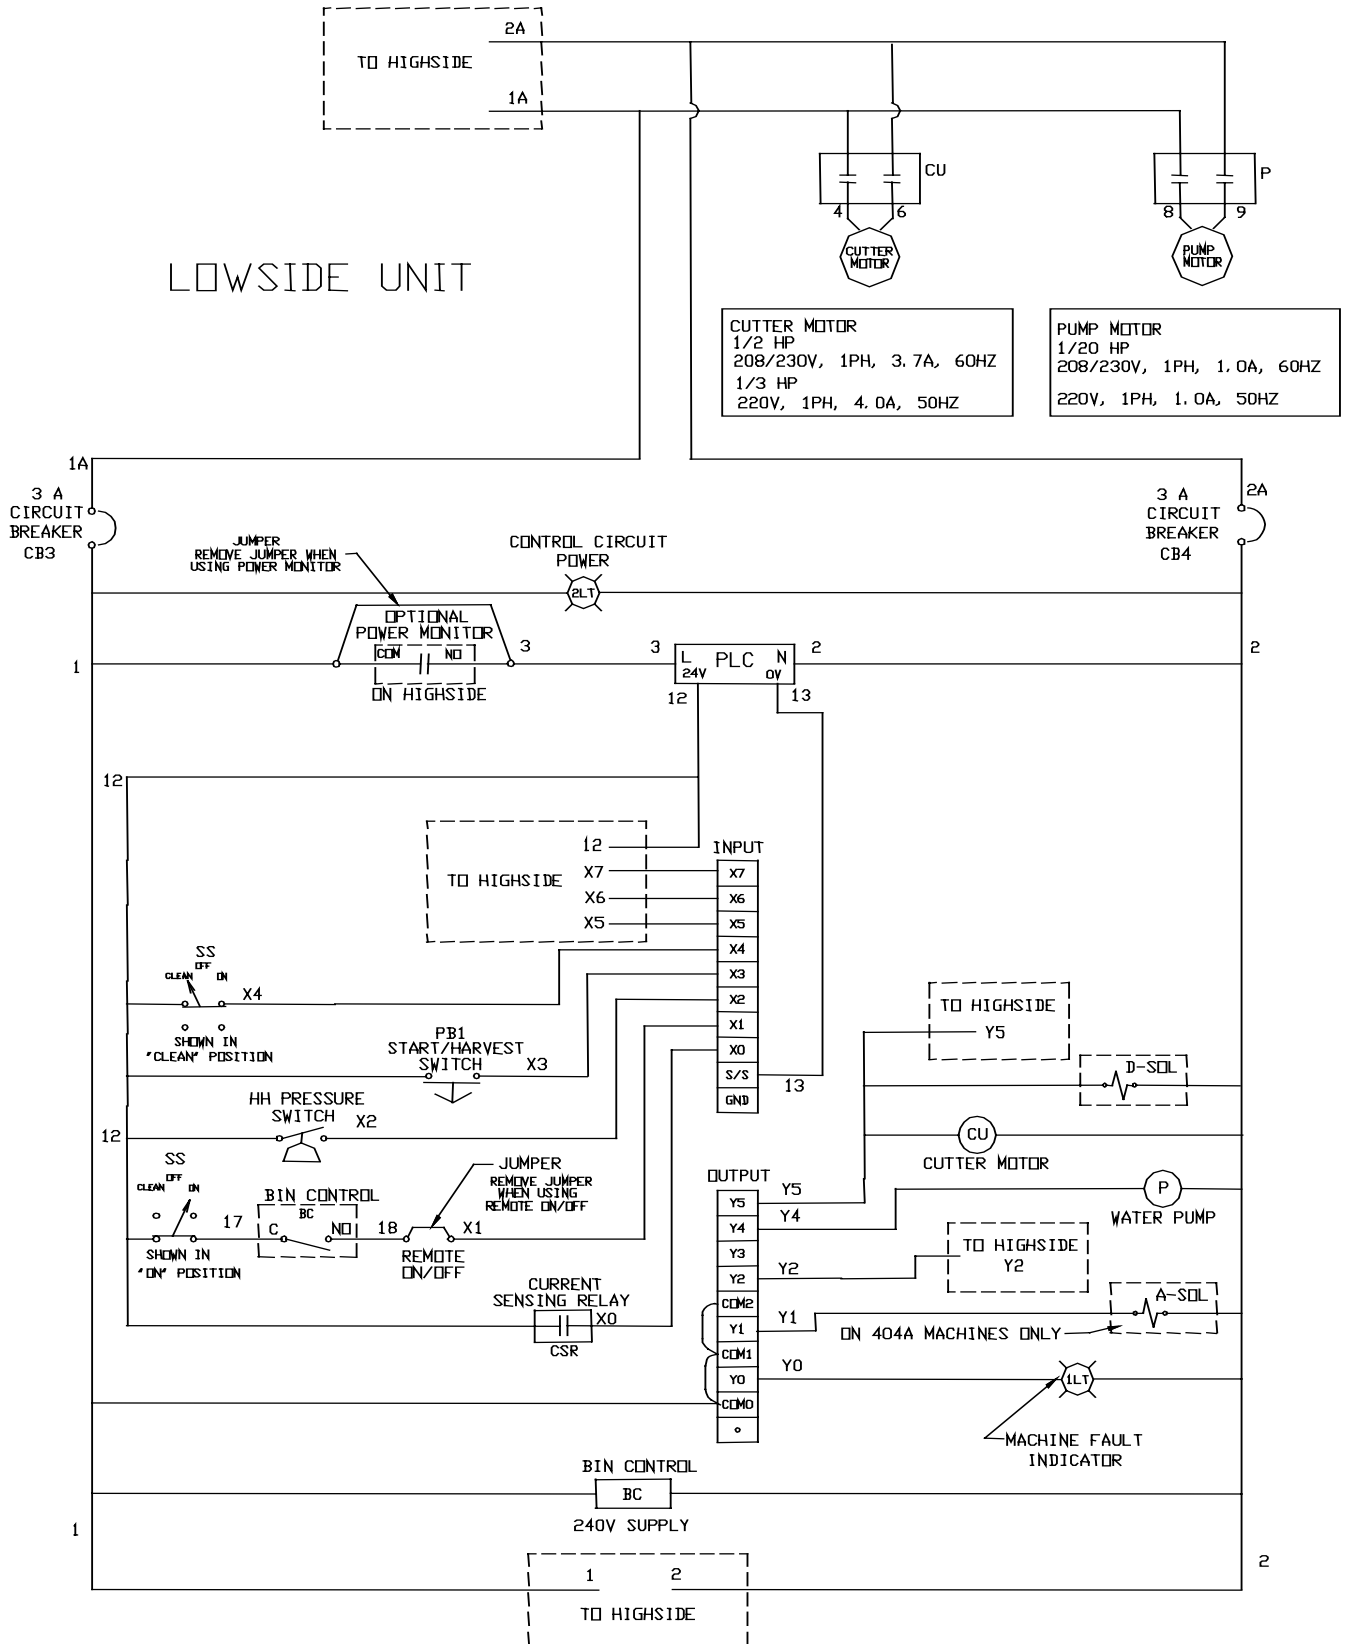 2A
TO HIGHSIDE
1A
CU
P
4
6
8
9
CUTTER
MOTOR
PUMP
MOTOR
LOWSIDE UNIT
CUTTER MOTOR
1/2 HP
208/230V, 1PH, 3.7A, 60HZ
1/3 HP
220V, 1PH, 4.0A, 50HZ
PUMP MOTOR
1/20 HP
208/230V, 1PH, 1.0A, 60HZ
220V, 1PH, 1.0A, 50HZ
1A
3 A
CIRCUIT
BREAKER
CB3
2A
3 A
CIRCUIT
BREAKER
CB4
JUMPER
REMOVE JUMPER WHEN
USING POWER MONITOR
CONTROL CIRCUIT
POWER
2LT
OPTIONAL
POWER MONITOR
COM
NO
ON HIGHSIDE
1
3
3
L
PLC
N
24V
0V
2
2
12
13
12
12
TO HIGHSIDE
X7
X6
X5
INPUT
X7
X6
X5
X4
X3
X2
X1
X0
S/S
GND
13
SS
OFF
CLEAN
ON
X4
SHOWN IN
"CLEAN" POSITION
PB1
START/HARVEST
SWITCH
X3
HH PRESSURE
SWITCH
X2
12
TO HIGHSIDE
Y5
D-SOL
CU
CUTTER MOTOR
SS
OFF
CLEAN
ON
SHOWN IN
"ON" POSITION
17
BIN CONTROL
BC
C
NO
18
JUMPER
REMOVE JUMPER
WHEN USING
REMOTE ON/OFF
X1
REMOTE
ON/OFF
CURRENT
SENSING RELAY
X0
CSR
OUTPUT
Y5
Y4
Y3
Y2
COM2
Y1
COM1
Y0
COM0
Y5
Y4
P
WATER PUMP
TO HIGHSIDE
Y2
Y2
A-SOL
Y1
ON 404A MACHINES ONLY
Y0
1LT
MACHINE FAULT
INDICATOR
BIN CONTROL
BC
240V SUPPLY
1
2
1
2
TO HIGHSIDE